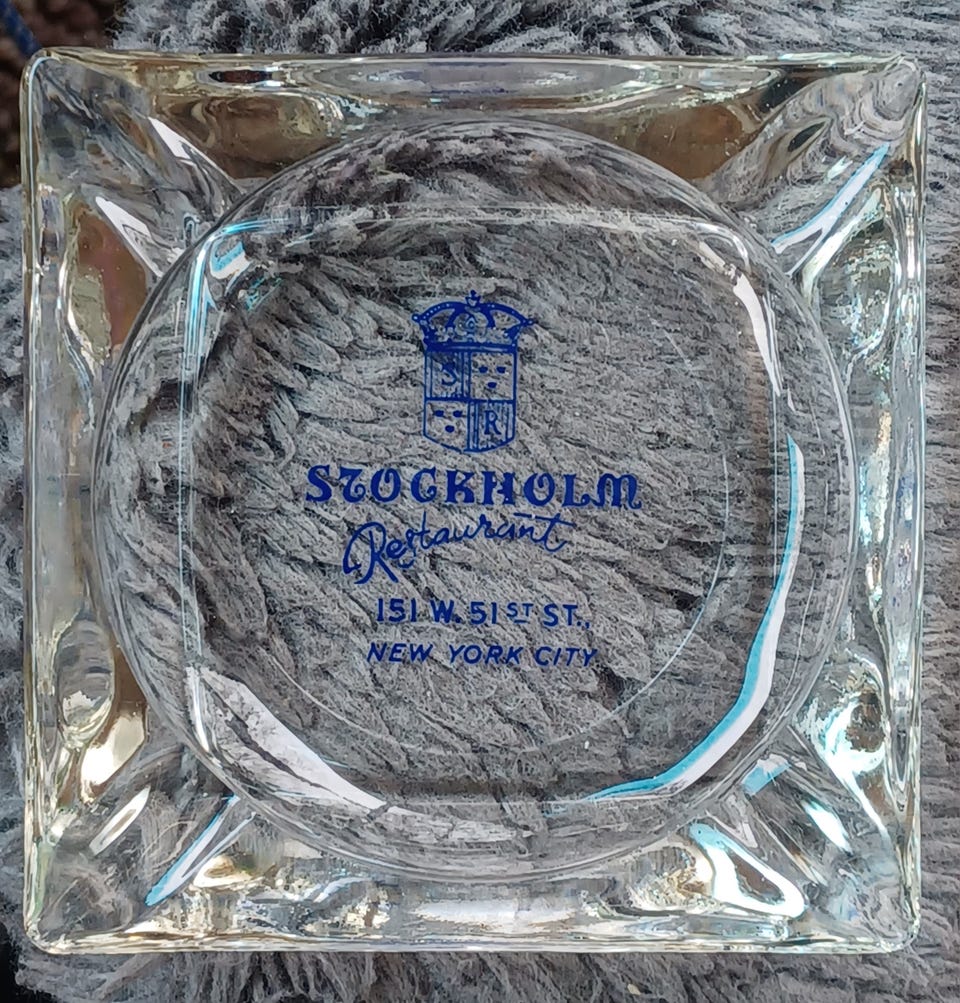 S
R
STOCKHOLM
Restaurant
151 W. 51ST ST.,
NEW YORK CITY